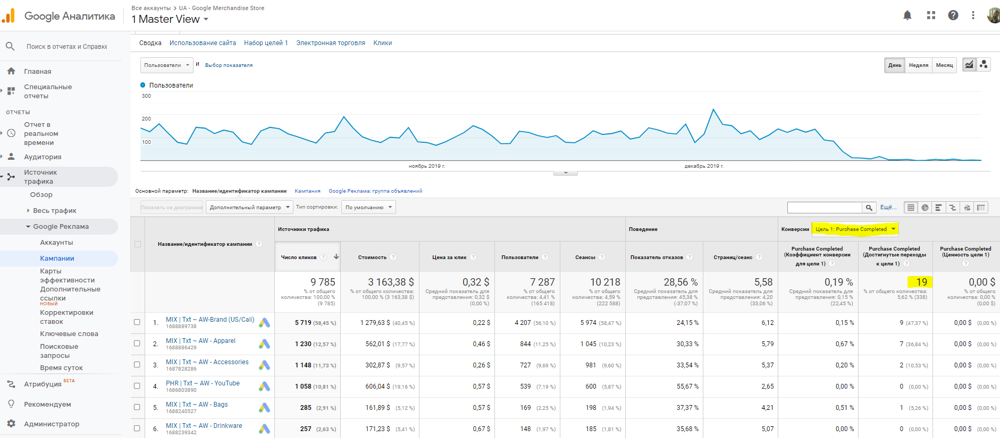 Google Аналитика
Все аккаунты > UA - Google Merchandise Store
1 Master View
Поиск в отчетах и Справке
Главная
Специальные
отчеты
ОТЧЕТЫ
Отчет в
реальном
времени
Аудитория
Источник
трафика
Обзор
Весь трафик
Google Реклама
Аккаунты
Кампании
Карты
эффективности
Дополнительные
ссылки
НОВЫЙ
Корректировки
ставок
Ключевые слова
Поисковые
запросы
Время суток
Атрибуция БЕТА
Рекомендуем
Администратор
Сводка Использование сайта Набор целей 1 Электронная торговля Клики
Пользователи и Выбор показателя
День Неделя Месяц
Пользователи
300
200
100
ноябрь 2019 г. декабрь 2019 г.
Основной параметр: Название/идентификатор кампании Кампания Google Реклама: группа объявлений
Показать на диаграмме Дополнительный параметр Тип сортировки: По умолчанию Ещё...
Название/идентификатор кампании ?
Источники трафика Поведение Конверсии Цель 1: Purchase Completed
Число кликов ? Стоимость ? Цена за клик ? Пользователи ? Сеансы ? Показатель отказов ? Страниц/сеанс ?
Purchase Completed
(Коэффициент конверсии
для цели 1) ?
Purchase Completed
(Достигнутые переходы
к цели 1) ?
Purchase Completed
(Ценность цели 1)
?
9 785
% от общего
количества: 100,00 %
(9 785)
3 163,38 $
% от общего количества:
100,00 % (3 163,38 $)
0,32 $
Средний показатель для
представления: 0,32 $
(0,00 %)
7 287
% от общего
количества: 4,41 %
(165 418)
10 218
% от общего
количества: 4,59 %
(222 588)
28,56 %
Средний показатель для
представления: 45,38 %
(-37,07 %)
5,58
Средний показатель для
представления: 4,20
(33,06 %)
0,19 %
Средний показатель для
представления: 0,15 %
(22,45 %)
19
% от общего количества:
5,62 % (338)
0,00 $
% от общего
количества: 0,00 %
(0,00 $)
1. MIX | Txt ~ AW-Brand (US/Cali) 5 719 (58,45 %) 1 279,63 $ (40,45 %) 0,22 $ 4 207 (56,10 %) 5 974 (58,47 %) 24,15 % 6,12 0,15 % 9 (47,37 %) 0,00 $ (0,00 %)
1688889738
2. MIX | Txt ~ AW - Apparel 1 230 (12,57 %) 562,01 $ (17,77 %) 0,46 $ 844 (11,25 %) 1 045 (10,23 %) 30,33 % 5,79 0,67 % 7 (36,84 %) 0,00 $ (0,00 %)
1688886429
3. MIX | Txt ~ AW - Accessories 1 148 (11,73 %) 302,87 $ (9,57 %) 0,26 $ 727 (9,69 %) 981 (9,60 %) 33,54 % 5,37 0,20 % 2 (10,53 %) 0,00 $ (0,00 %)
1687828286
4. PHR | Txt ~ AW - YouTube 1 058 (10,81 %) 606,04 $ (19,16 %) 0,57 $ 539 (7,19 %) 600 (5,87 %) 55,67 % 2,65 0,00 % 0 (0,00 %) 0,00 $ (0,00 %)
1686803890
5. MIX | Txt ~ AW - Bags 285 (2,91 %) 161,89 $ (5,12 %) 0,57 $ 169 (2,25 %) 198 (1,94 %) 37,37 % 4,21 0,51 % 1 (5,26 %) 0,00 $ (0,00 %)
1688240527
6. MIX | Txt ~ AW - Drinkware 257 (2,63 %) 171,23 $ (5,41 %) 0,67 $ 148 (1,97 %) 185 (1,81 %) 35,68 % 5,07 0,00 % 0 (0,00 %) 0,00 $ (0,00 %)
1688239342